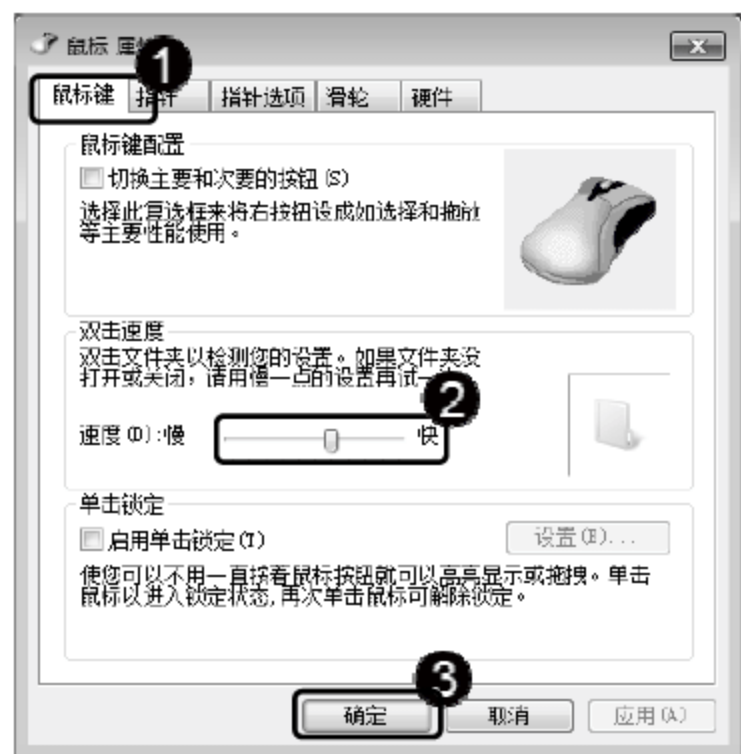 鼠标
1
鼠标键 指针 指针选项 滑轮 硬件
鼠标键配置
切换主要和次要的按钮(S)
选择此复选框来将右按钮设成如选择和拖放
等主要性能使用。
双击速度
双击文件夹以检测您的设置。如果文件夹没
打开或关闭，请用慢一点的设置再试一
2
速度(D):慢 快
单击锁定
启用单击锁定(T) 设置(E)...
使您可以不用一直按着鼠标按钮就可以高亮显示或拖拽。单击
鼠标以进入锁定状态,再次单击鼠标可解除锁定。
3
确定 取消 应用(A)